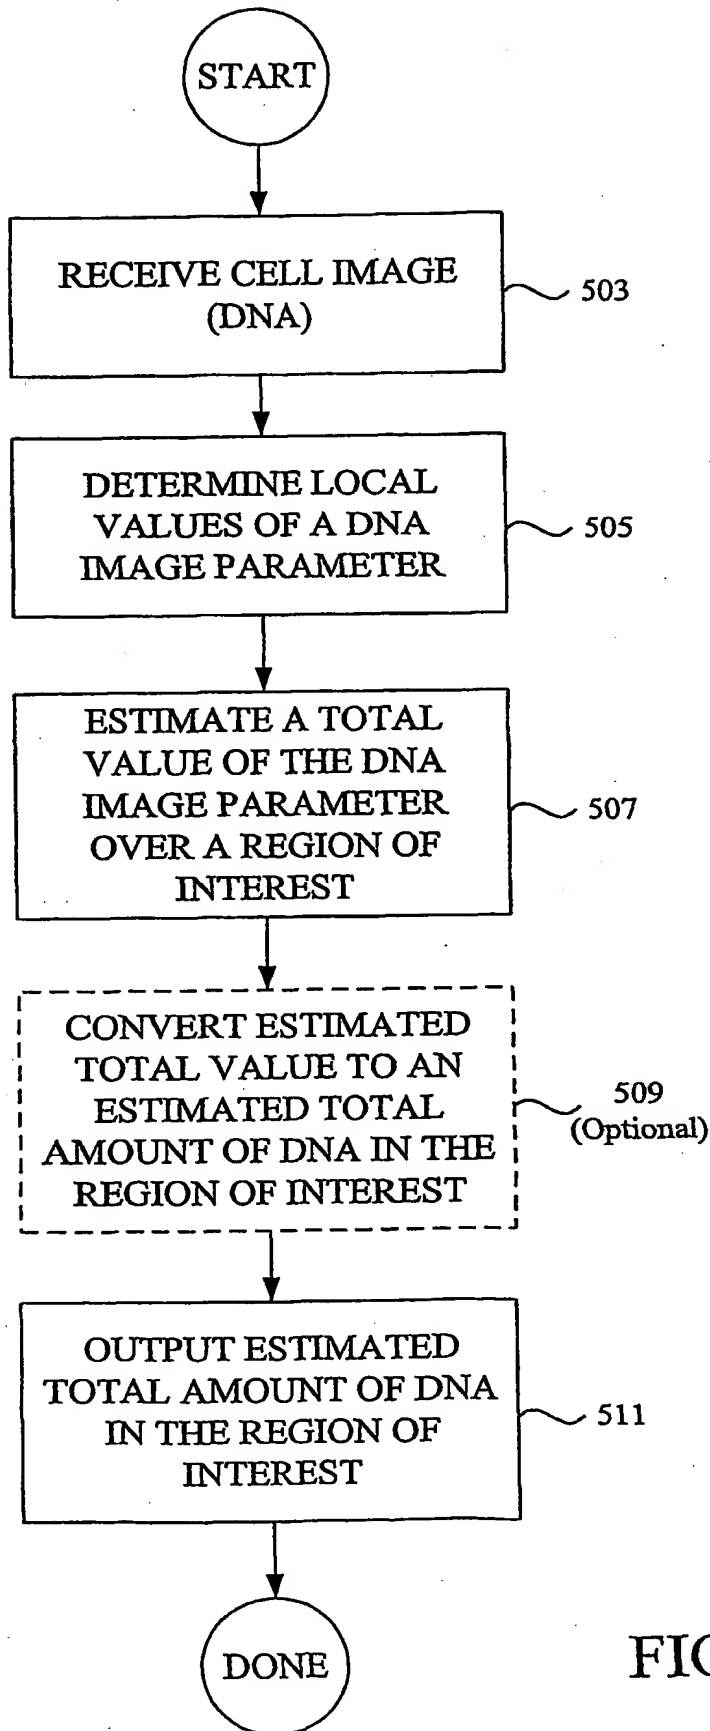 START
RECEIVE CELL IMAGE
(DNA)
503
DETERMINE LOCAL
VALUES OF A DNA
IMAGE PARAMETER
505
ESTIMATE A TOTAL
VALUE OF THE DNA
IMAGE PARAMETER
OVER A REGION OF
INTEREST
507
CONVERT ESTIMATED
TOTAL VALUE TO AN
ESTIMATED TOTAL
AMOUNT OF DNA IN THE
REGION OF INTEREST
509
(Optional)
OUTPUT ESTIMATED
TOTAL AMOUNT OF DNA
IN THE REGION OF
INTEREST
511
DONE